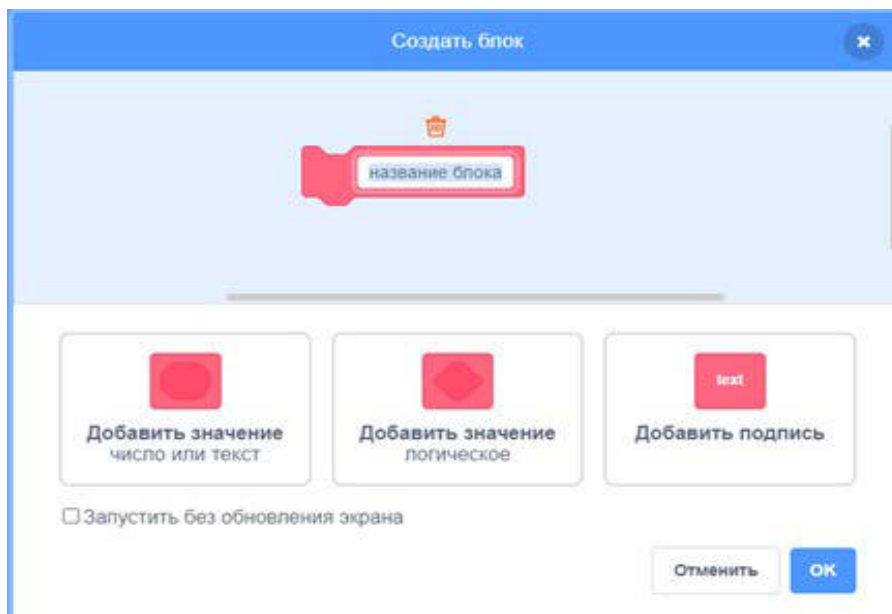 Создать блок
название блока
text
Добавить значение
число или текст
Добавить значение
логическое
Добавить подпись
Запустить без обновления экрана
Отменить
ОК